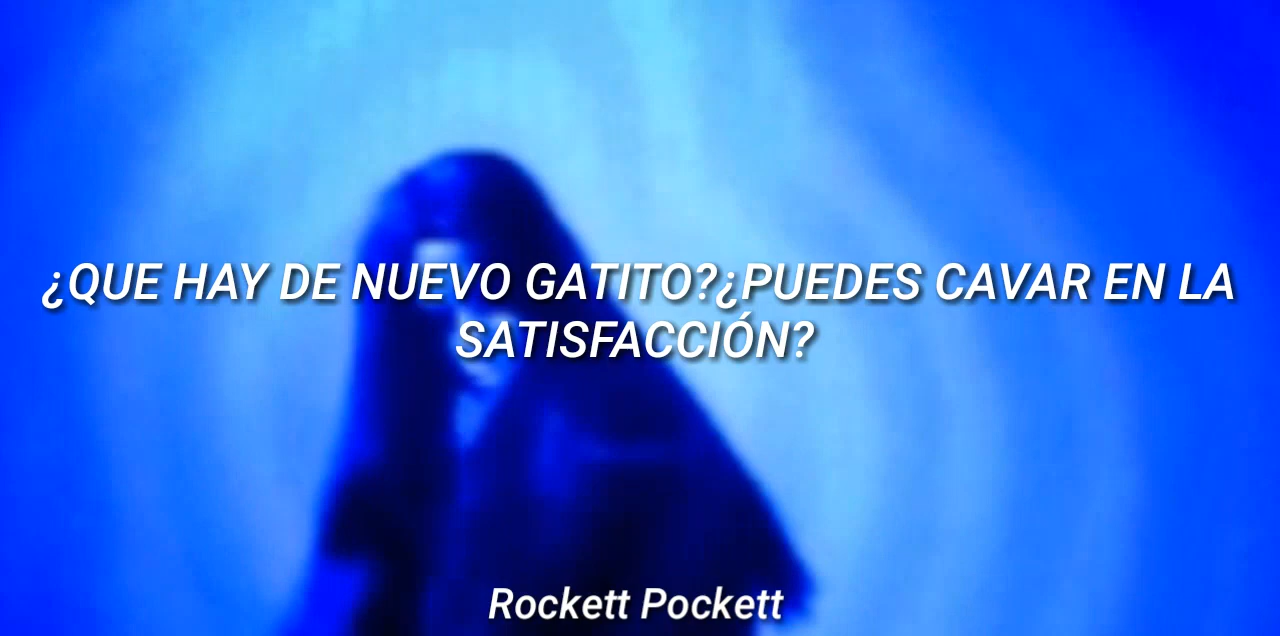 ¿QUE HAY DE NUEVO GATITO?¿PUEDES CAVAR EN LA
SATISFACCIÓN?
Rockett Pockett